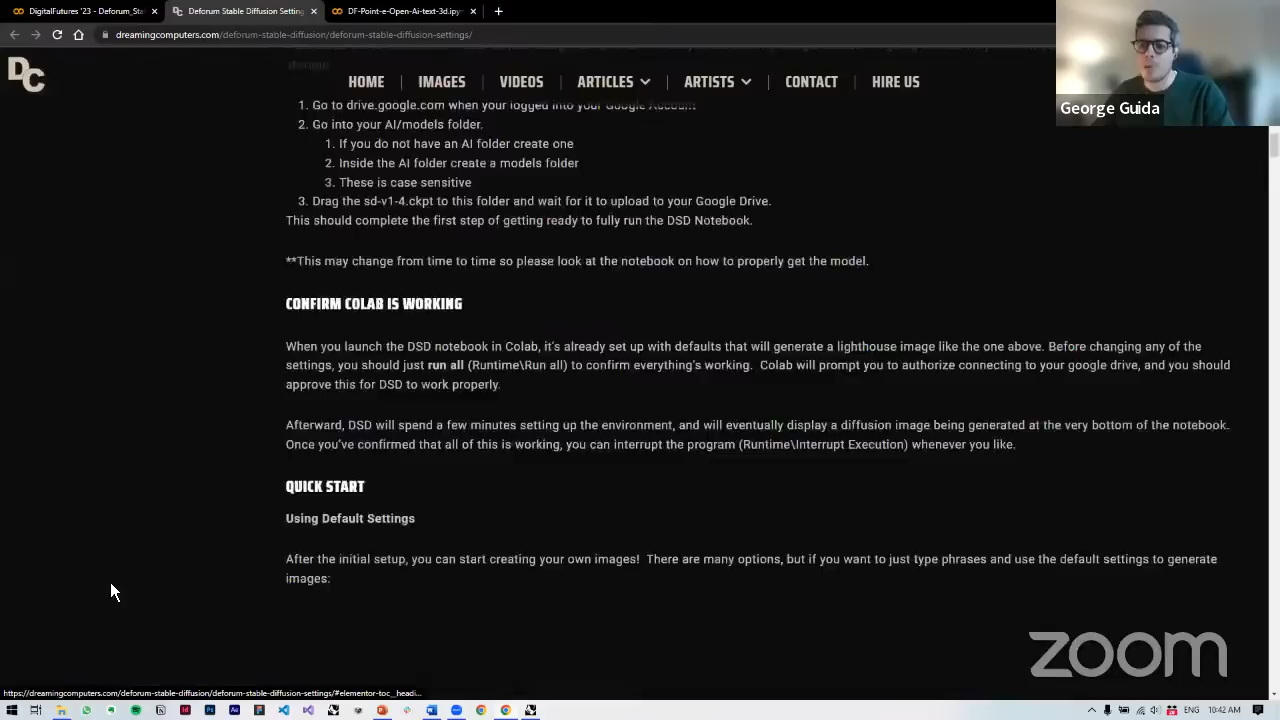 DigitalFutures '23 - Deforum_Sta
Deforum Stable Diffusion Setting
DF-Point-e-Open-Ai-text-3d.ipy
dreamingcomputers.com/deforum-stable-diffusion/deforum-stable-diffusion-settings/
DC
HOME | IMAGES | VIDEOS | ARTICLES | ARTISTS | CONTACT | HIRE US
George Guida
1. Go to drive.google.com when your logged into your Google Account
2. Go into your AI/models folder.
1. If you do not have an AI folder create one
2. Inside the AI folder create a models folder
3. These is case sensitive
3. Drag the sd-v1-4.ckpt to this folder and wait for it to upload to your Google Drive.
This should complete the first step of getting ready to fully run the DSD Notebook.
**This may change from time to time so please look at the notebook on how to properly get the model.
CONFIRM COLAB IS WORKING
When you launch the DSD notebook in Colab, it's already set up with defaults that will generate a lighthouse image like the one above. Before changing any of the
settings, you should just run all (Runtime\Run all) to confirm everything's working.  Colab will prompt you to authorize connecting to your google drive, and you should
approve this for DSD to work properly.
Afterward, DSD will spend a few minutes setting up the environment, and will eventually display a diffusion image being generated at the very bottom of the notebook.
Once you've confirmed that all of this is working, you can interrupt the program (Runtime\Interrupt Execution) whenever you like.
QUICK START
Using Default Settings
After the initial setup, you can start creating your own images!  There are many options, but if you want to just type phrases and use the default settings to generate
images:
zoom
https://dreamingcomputers.com/deforum-stable-diffusion/deforum-stable-diffusion-settings/#elementor-toc__headi...
ENG 10:42 AM